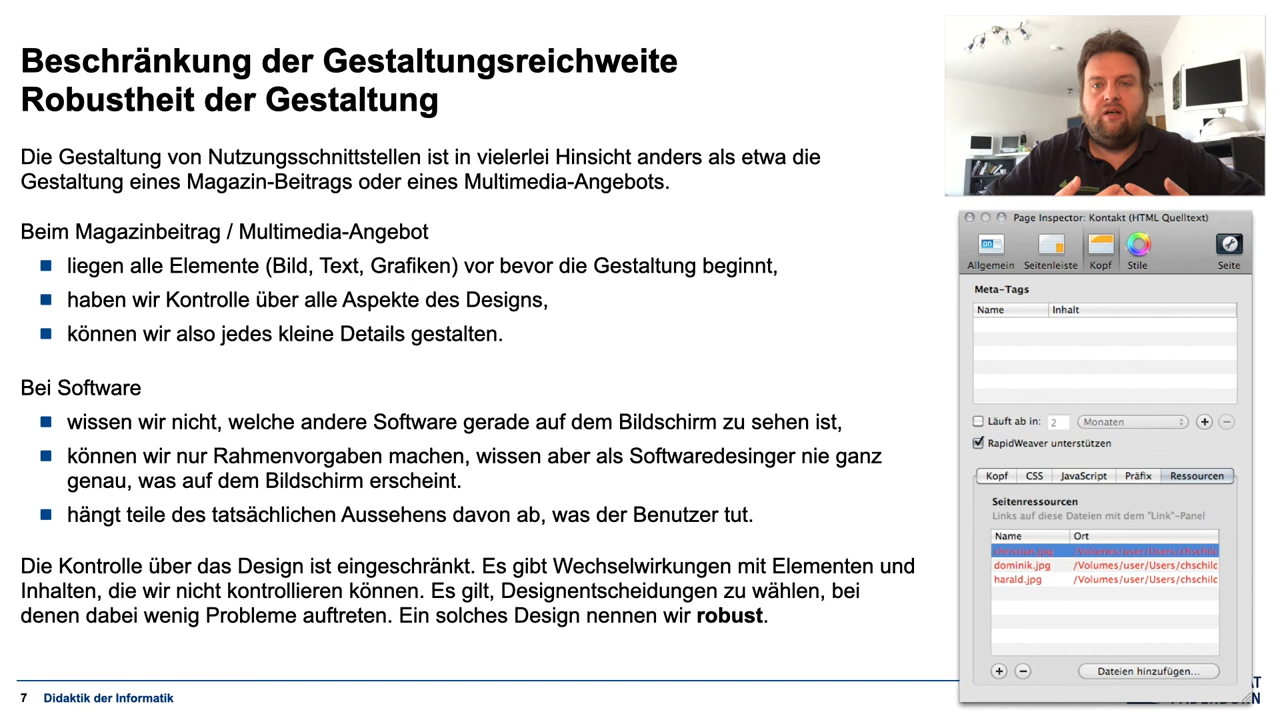 Beschränkung der Gestaltungsreichweite
Robustheit der Gestaltung
Die Gestaltung von Nutzungsschnittstellen ist in vielerlei Hinsicht anders als etwa die
Gestaltung eines Magazin-Beitrags oder eines Multimedia-Angebots.
Beim Magazinbeitrag / Multimedia-Angebot
liegen alle Elemente (Bild, Text, Grafiken) vor bevor die Gestaltung beginnt,
haben wir Kontrolle über alle Aspekte des Designs,
können wir also jedes kleine Details gestalten.
Bei Software
wissen wir nicht, welche andere Software gerade auf dem Bildschirm zu sehen ist,
können wir nur Rahmenvorgaben machen, wissen aber als Softwaredesinger nie ganz
genau, was auf dem Bildschirm erscheint.
hängt teile des tatsächlichen Aussehens davon ab, was der Benutzer tut.
Die Kontrolle über das Design ist eingeschränkt. Es gibt Wechselwirkungen mit Elementen und
Inhalten, die wir nicht kontrollieren können. Es gilt, Designentscheidungen zu wählen, bei
denen dabei wenig Probleme auftreten. Ein solches Design nennen wir robust.
7 Didaktik der Informatik
Page Inspector: Kontakt (HTML Quelltext)
Allgemein Seitenleiste Kopf Stile Seite
Meta-Tags
Name Inhalt
Läuft ab in: 2 Monaten
RapidWeaver unterstützen
Kopf CSS JavaScript Präfix Ressourcen
Seitenressourcen
Links auf diese Dateien mit dem "Link"-Panel
Name Ort
christian.jpg /Volumes/user/Users/chschilc
dominik.jpg /Volumes/user/Users/chschilc
harald.jpg /Volumes/user/Users/chschilc
Dateien hinzufügen...